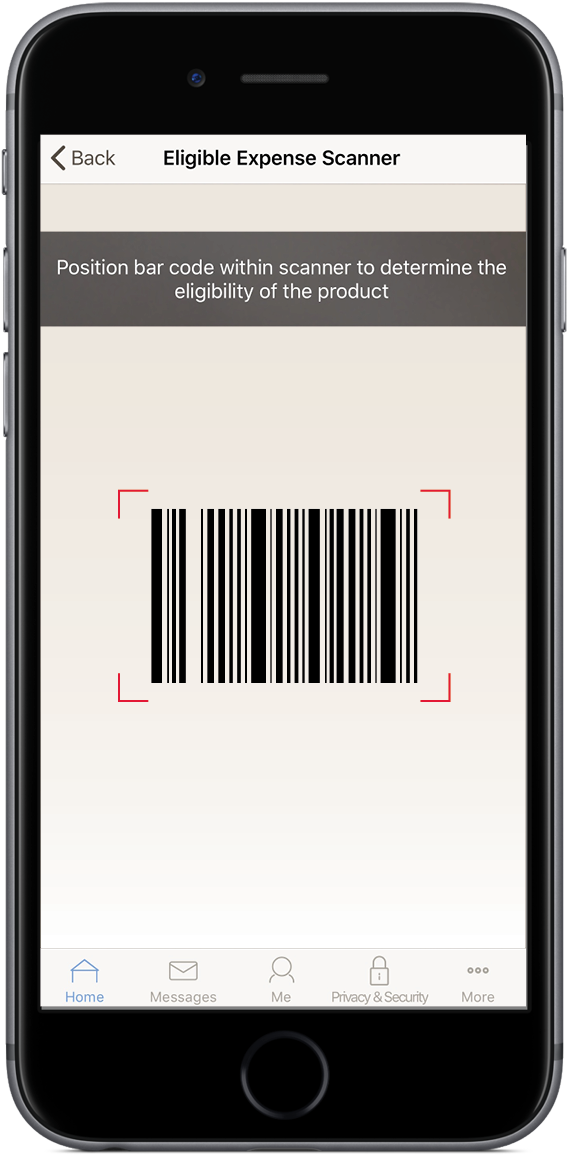 Back
Eligible Expense Scanner
Position bar code within scanner to determine the
eligibility of the product
Home
Messages
Me
Privacy & Security
More